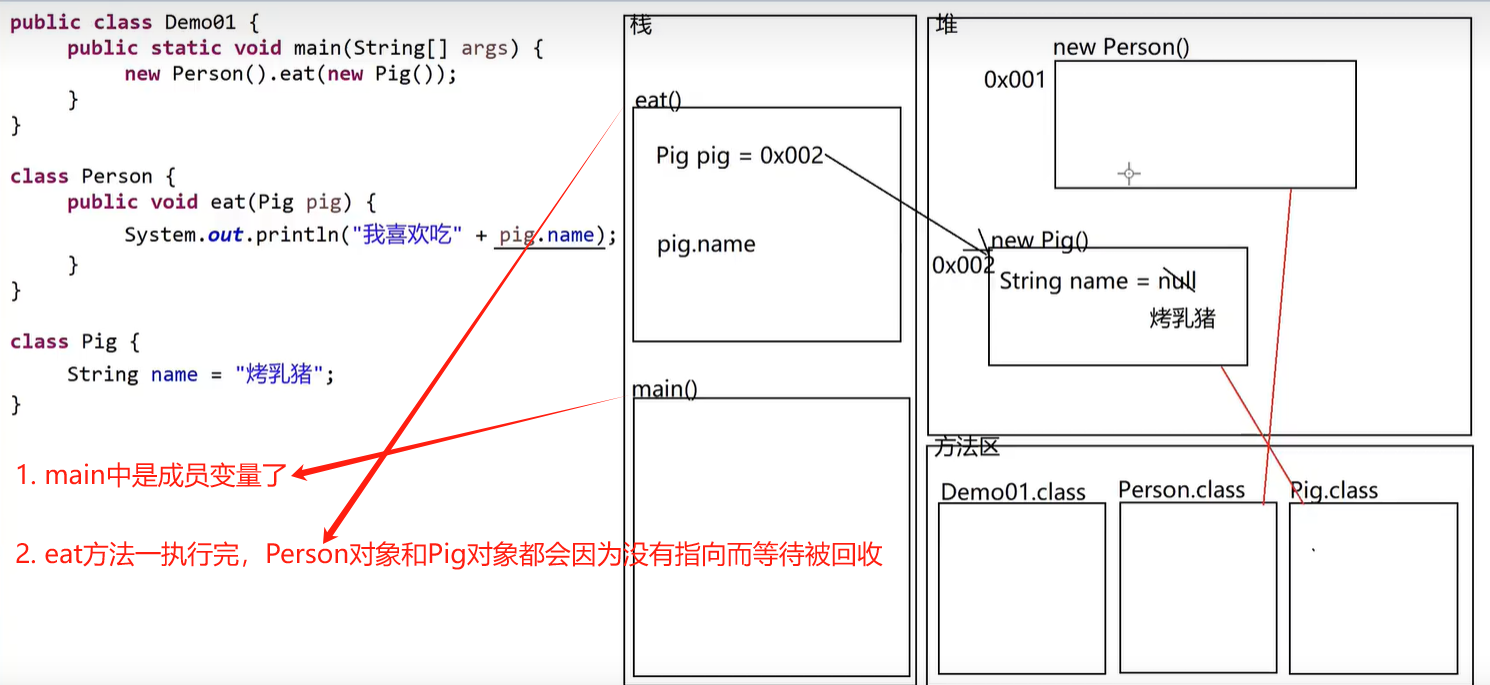 public class Demo01 {
public static void main(String[] args) {
new Person().eat(new Pig());
}
}
class Person {
public void eat(Pig pig) {
System.out.println("我喜欢吃" + pig.name);
}
}
class Pig {
String name = "烤乳猪";
}
1. main中是成员变量了
2. eat方法一执行完，Person对象和Pig对象都会因为没有指向而等待被回收
栈
eat()
Pig pig = 0x002
pig.name
main()
堆
new Person()
0x001
new Pig()
0x002
String name = null
烤乳猪
方法区
Demo01.class
Person.class
Pig.class